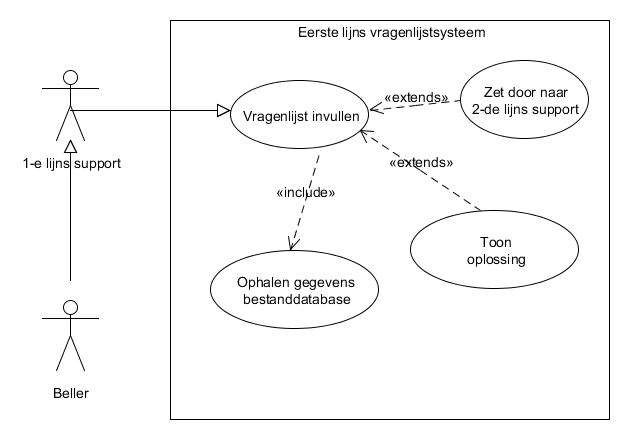 Eerste lijns vragenlijstsysteem
Zet door naar
2-de lijns support
«extends»
Vragenlijst invullen
1-e lijns support
«extends»
«include»
Toon
oplossing
Ophalen gegevens
bestanddatabase
Beller